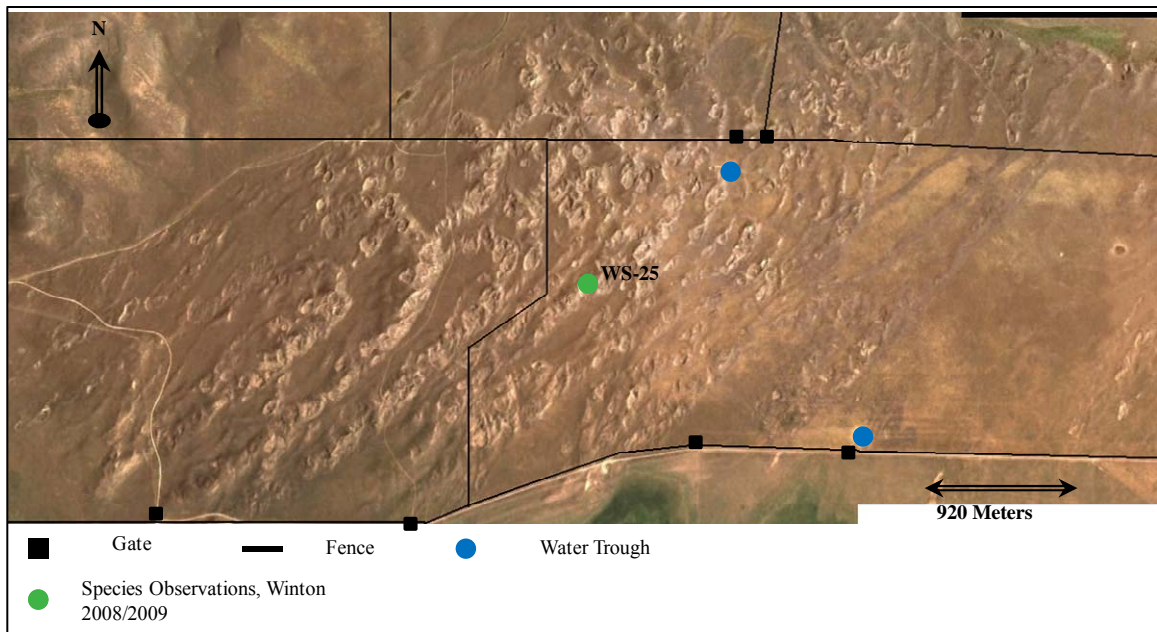 N
WS-25
920 Meters
Gate
Fence
Water Trough
Species Observations, Winton
2008/2009